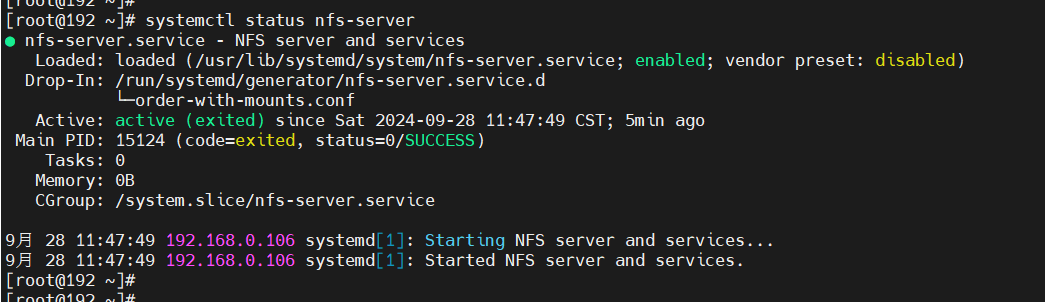 [root@192 ~]#
[root@192 ~]# systemctl status nfs-server
● nfs-server.service - NFS server and services
   Loaded: loaded (/usr/lib/systemd/system/nfs-server.service; enabled; vendor preset: disabled)
  Drop-In: /run/systemd/generator/nfs-server.service.d
           └─order-with-mounts.conf
   Active: active (exited) since Sat 2024-09-28 11:47:49 CST; 5min ago
 Main PID: 15124 (code=exited, status=0/SUCCESS)
    Tasks: 0
   Memory: 0B
   CGroup: /system.slice/nfs-server.service

9月 28 11:47:49 192.168.0.106 systemd[1]: Starting NFS server and services...
9月 28 11:47:49 192.168.0.106 systemd[1]: Started NFS server and services.
[root@192 ~]#
[root@192 ~]#